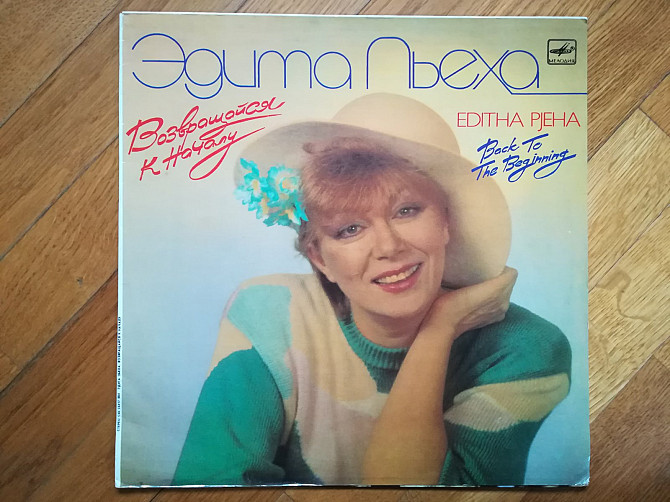 Эдита Пьеха
МЕЛОДИЯ
Возвращайся
К Началу
EDITHA PJEHA
Back To
The Beginning